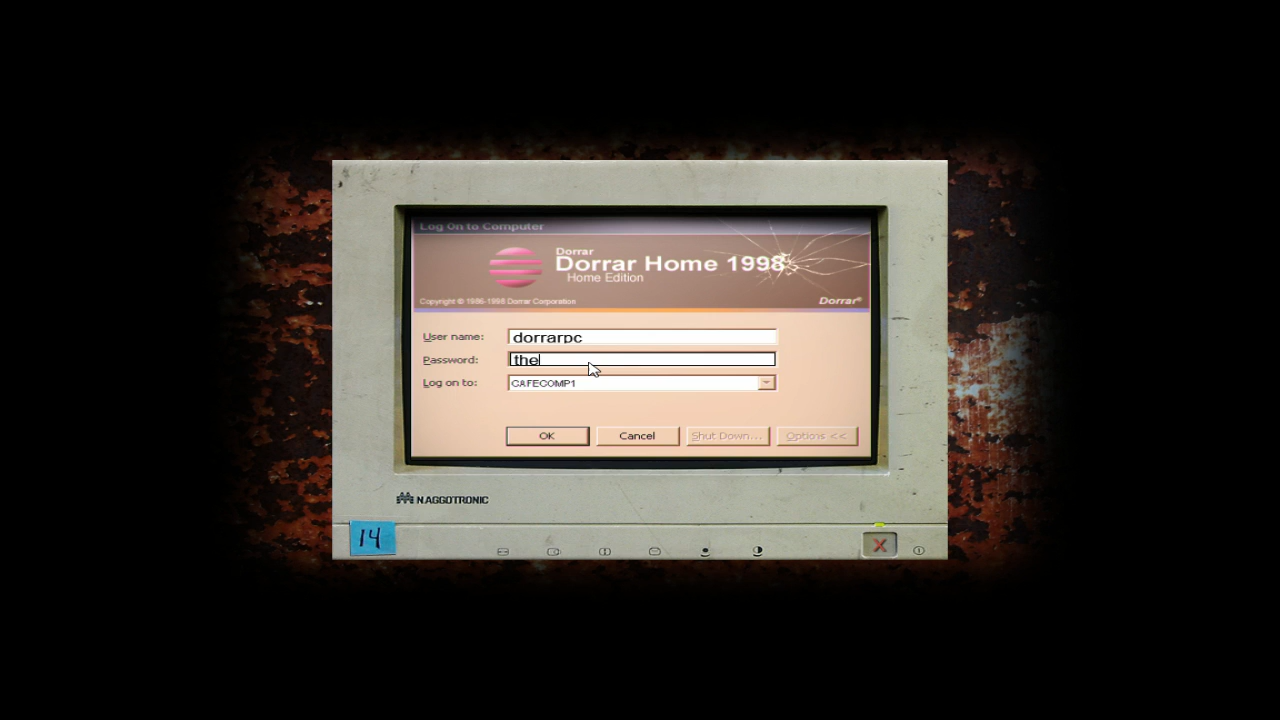 Log On to Computer
Dorrar
Dorrar Home 1998
Home Edition
Copyright © 1986-1998 Dorrar Corporation
Dorrar®
User name:
dorrarpc
Password:
the
Log on to:
CAFECOMP1
OK
Cancel
Shut Down...
Options <<
NAGGOTRONIC
14
X